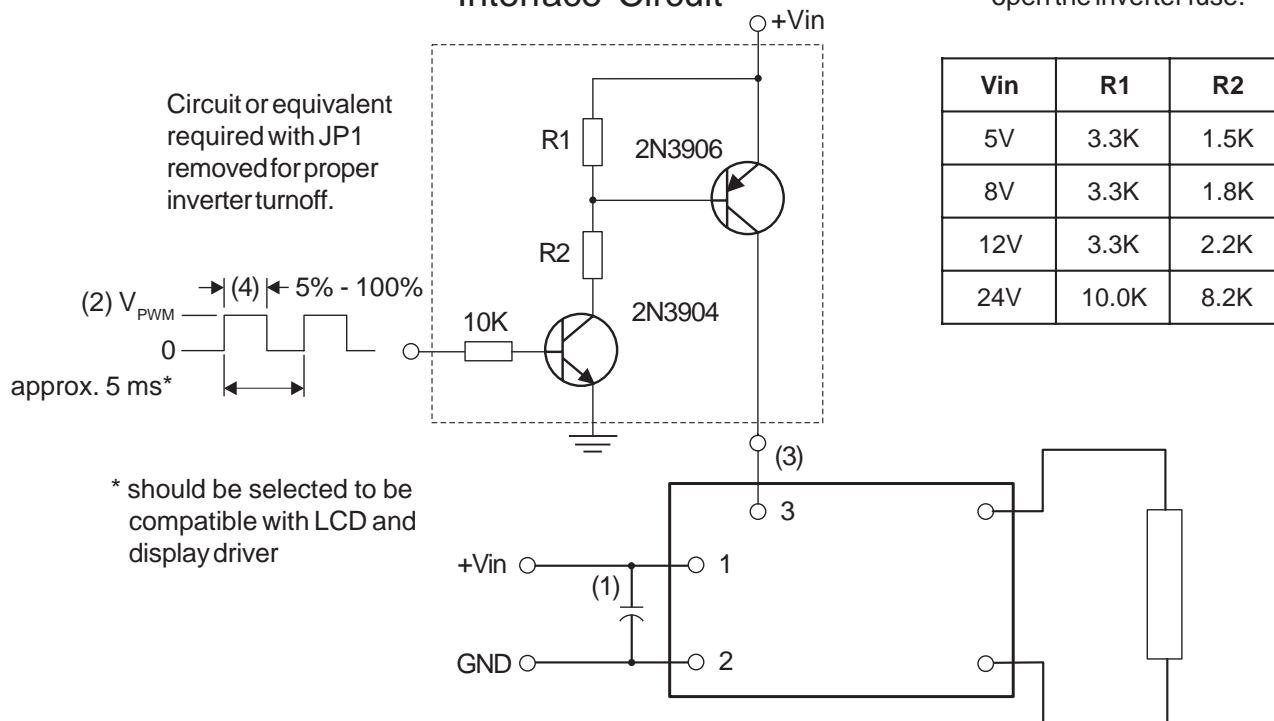 Interface Circuit
open the inverter fuse.
+Vin
Circuit or equivalent
required with JP1
removed for proper
inverter turnoff.
R1
2N3906
R2
2N3904
10K
(2) VPWM
(4)
5% - 100%
0
approx. 5 ms*
* should be selected to be
compatible with LCD and
display driver
(3)
3
+Vin
1
(1)
GND
2
Vin R1 R2
5V 3.3K 1.5K
8V 3.3K 1.8K
12V 3.3K 2.2K
24V 10.0K 8.2K